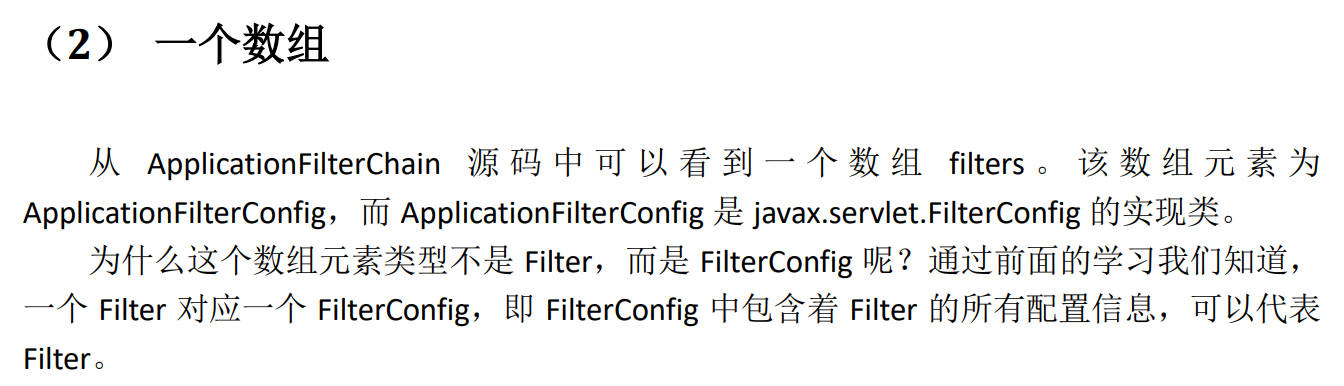 （2） 一个数组
从 ApplicationFilterChain 源码中可以看到一个数组 filters。该数组元素为
ApplicationFilterConfig，而 ApplicationFilterConfig 是 javax.servlet.FilterConfig 的实现类。
为什么这个数组元素类型不是 Filter，而是 FilterConfig 呢？通过前面的学习我们知道，
一个 Filter 对应一个 FilterConfig，即 FilterConfig 中包含着 Filter 的所有配置信息，可以代表
Filter。